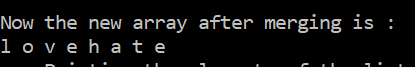 Now the new array after merging is :
l o v e h a t e